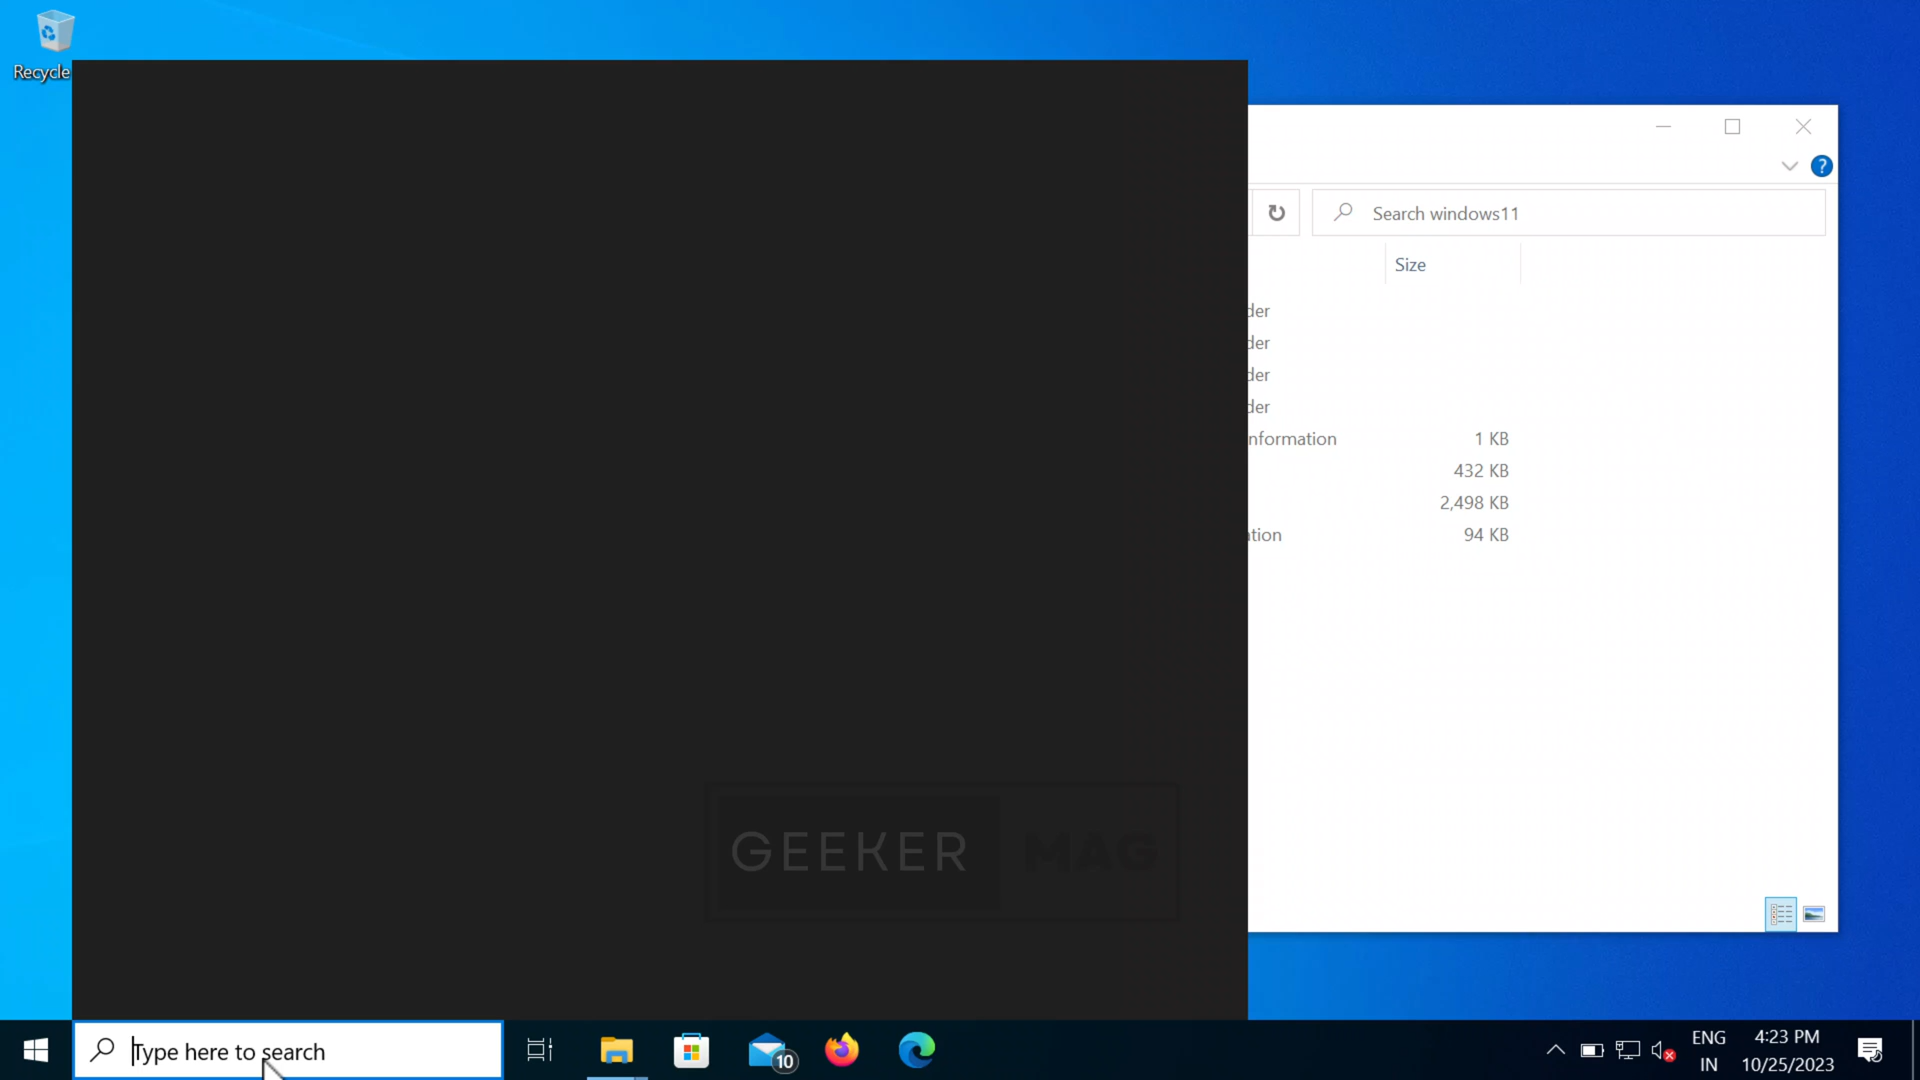 Recycle
Search windows11
Size
der
der
der
der
nformation 1 KB
432 KB
2,498 KB
tion 94 KB
GEEKER MAG
Type here to search
10
ENG
IN
4:23 PM
10/25/2023